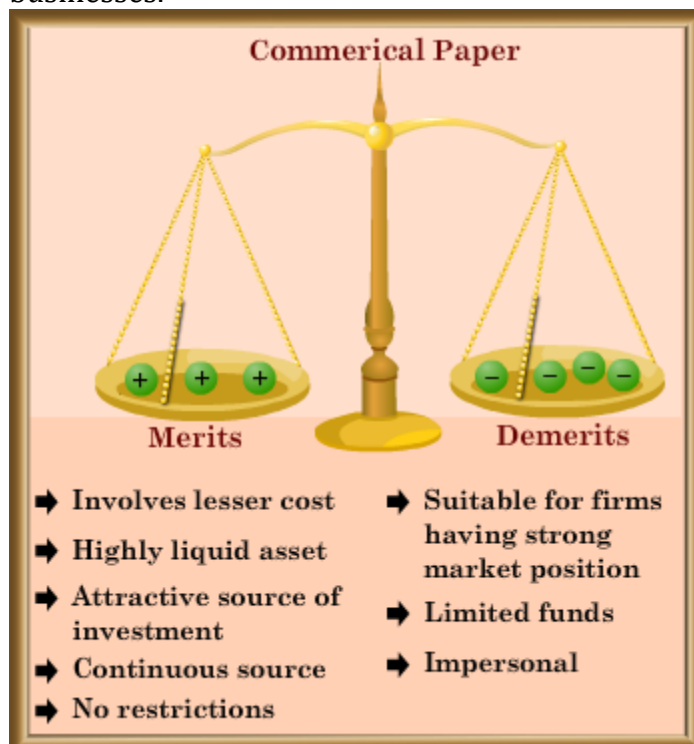 businesses.
Commerical Paper
Merits
Involves lesser cost
Highly liquid asset
Attractive source of
investment
Continuous source
No restrictions
Demerits
Suitable for firms
having strong
market position
Limited funds
Impersonal